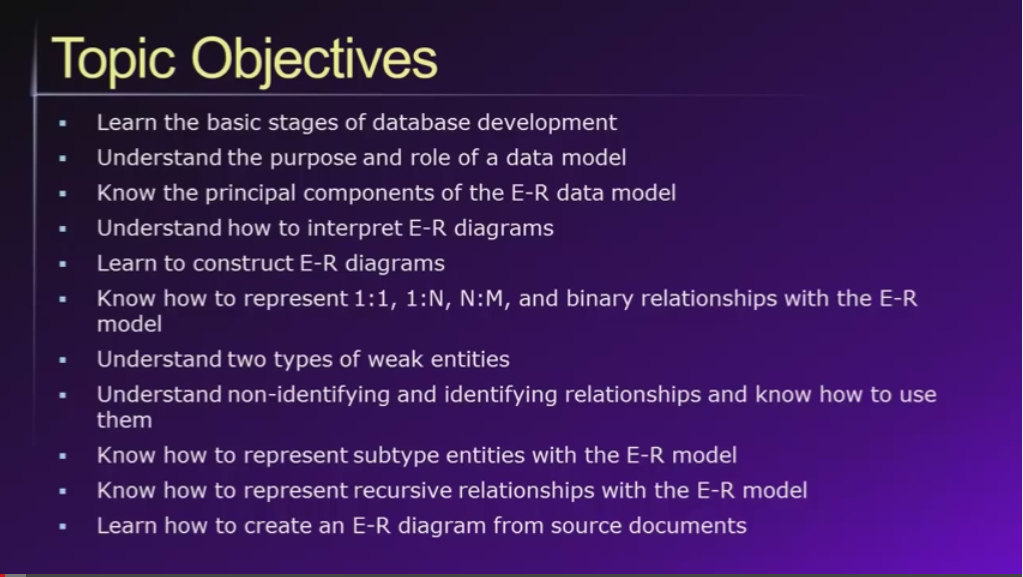 Topic Objectives
Learn the basic stages of database development
Understand the purpose and role of a data model
Know the principal components of the E-R data model
Understand how to interpret E-R diagrams
Learn to construct E-R diagrams
Know how to represent 1:1, 1:N, N:M, and binary relationships with the E-R
model
Understand two types of weak entities
Understand non-identifying and identifying relationships and know how to use
them
Know how to represent subtype entities with the E-R model
Know how to represent recursive relationships with the E-R model
Learn how to create an E-R diagram from source documents